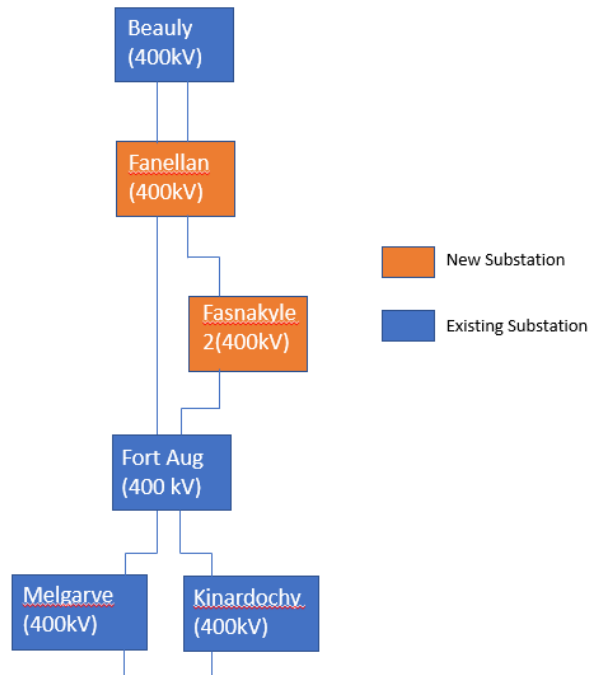 Beauly
(400kV)
Fanellan
(400kV)
New Substation
Fasnakyle
2(400kV)
Existing Substation
Fort Aug
(400 kV)
Melgarve
(400kV)
Kinardochy
(400kV)